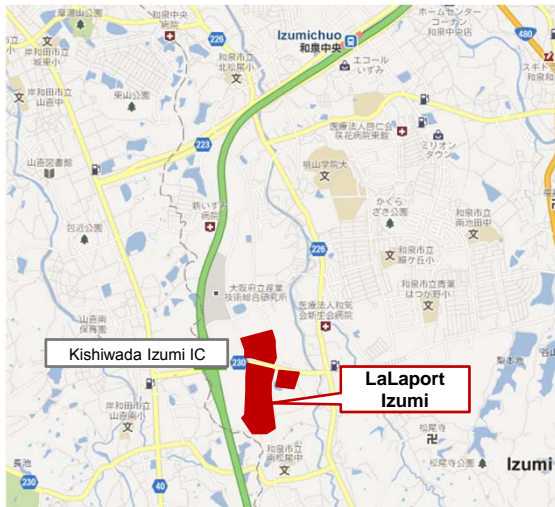 摩湯山公園
和泉中央
病院
岸和田市立
城東小
226
和泉市立
北松尾小
Izumichuo
和泉中央
ホームセンター
コーナン
和泉中央店
480
エコール
いずみ
岸和田市立
山直中
東山公園
223
医療法人啓仁会
咲花病院東館
ミリオン
タウン
山直図書館
桃山学院大
新いずみ
病院
かぐら
ざき公園
和泉市立
南池田中
包近公園
226
和泉市立
緑ケ丘小
大阪府立産業
技術総合研究所
和泉市立青葉
はつが野小
山直南
保育園
医療法人和気
会新生会病院
Kishiwada Izumi IC
230
LaLaport
Izumi
梨本池
岸和田市立
山直南小
松尾寺
和泉市立
南松尾中
松尾寺公園
Izumi
長池
230
40